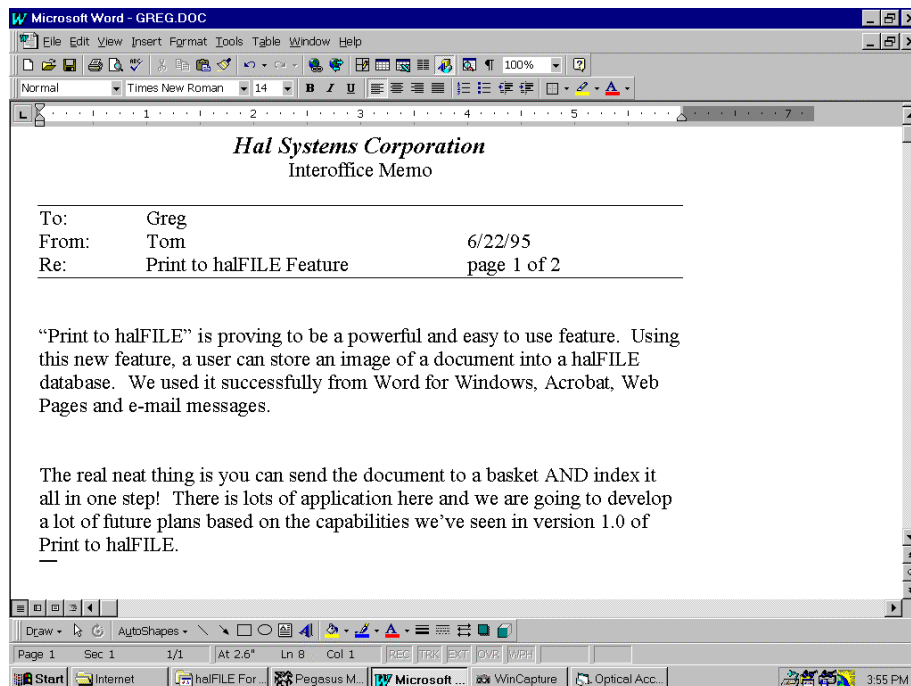 Microsoft Word - GREG.DOC
File Edit View Insert Format Tools Table Window Help
100%
Normal Times New Roman 14 B I U
1 2 3 4 5 7
Hal Systems Corporation
Interoffice Memo
To: Greg
From: Tom 6/22/95
Re: Print to halFILE Feature page 1 of 2
“Print to halFILE” is proving to be a powerful and easy to use feature. Using
this new feature, a user can store an image of a document into a halFILE
database. We used it successfully from Word for Windows, Acrobat, Web
Pages and e-mail messages.
The real neat thing is you can send the document to a basket AND index it
all in one step! There is lots of application here and we are going to develop
a lot of future plans based on the capabilities we’ve seen in version 1.0 of
Print to halFILE.
Draw AutoShapes
Page 1 Sec 1 1/1 At 2.6" Ln 8 Col 1 REC TRK EXT OVR WPH
Start Internet halFILE For ... Pegasus M... Microsoft ... WinCapture Optical Acc... 3:55 PM